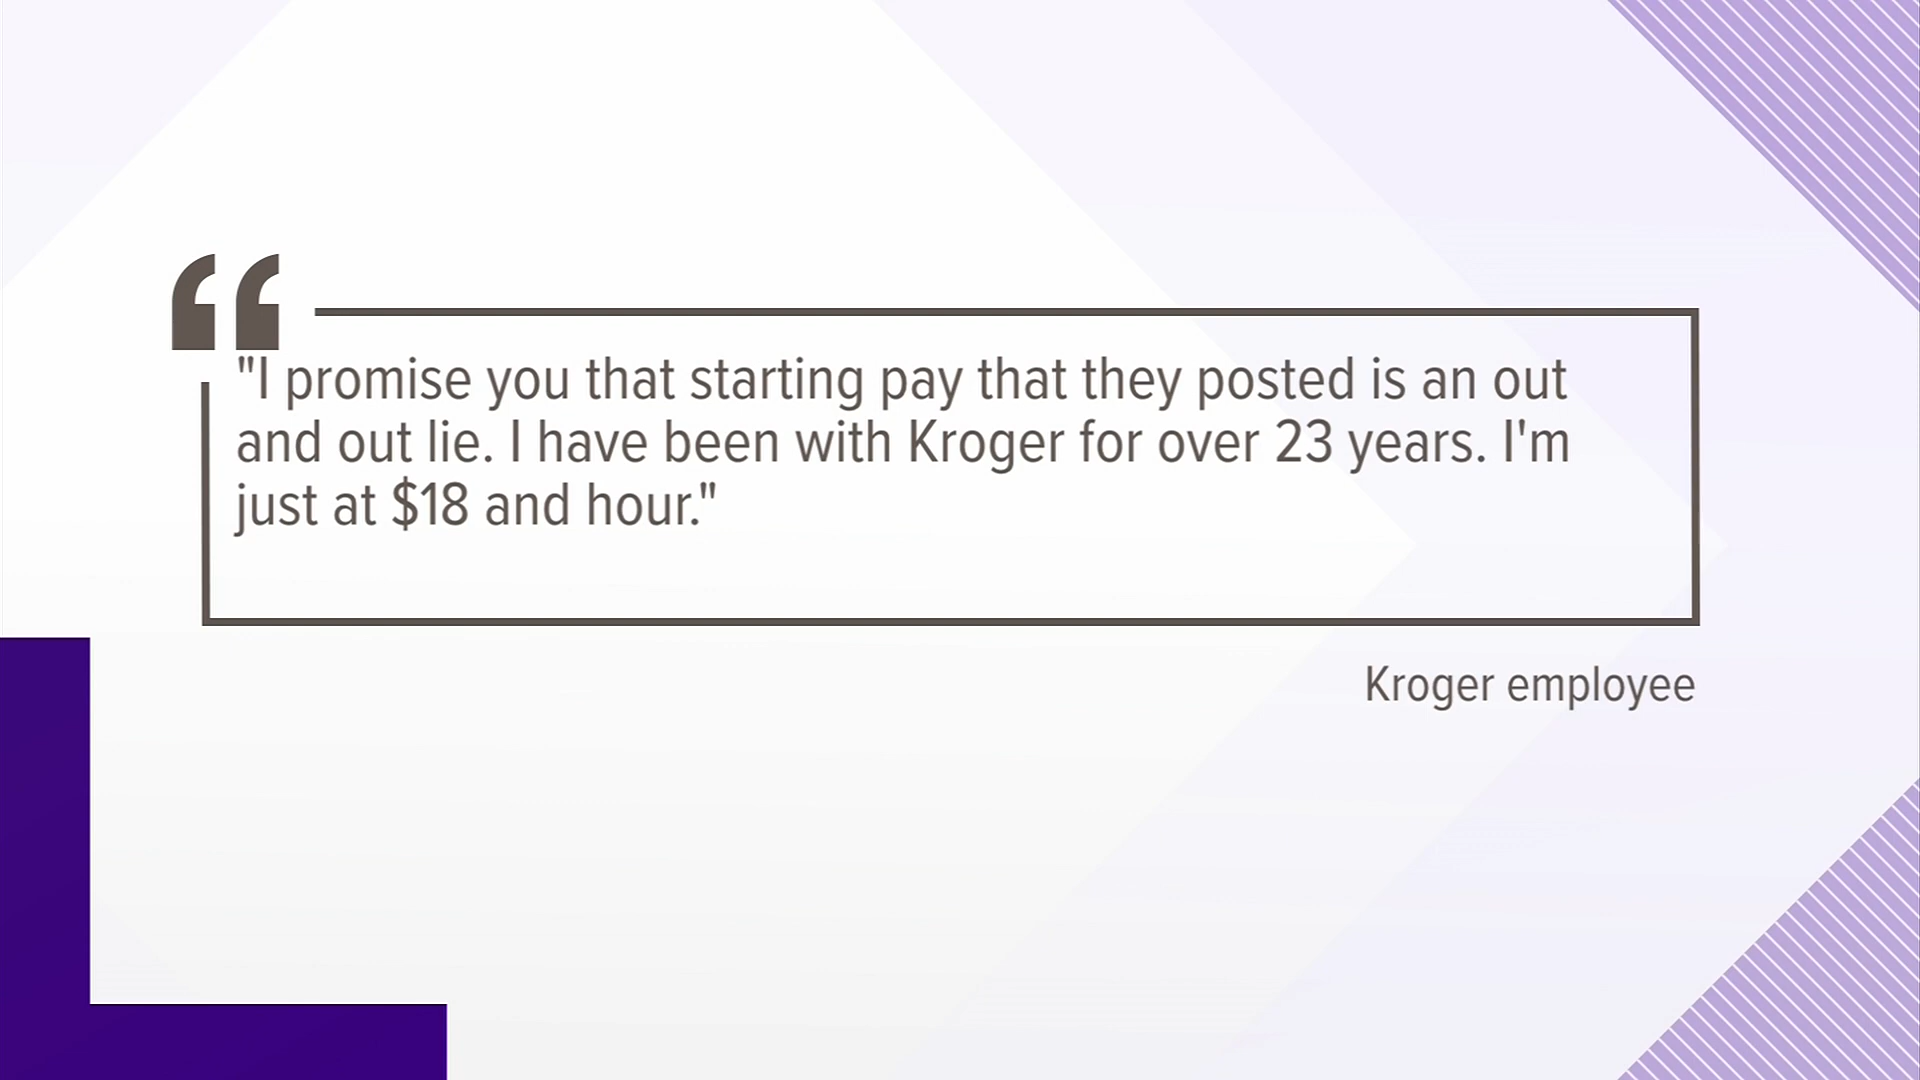 "I promise you that starting pay that they posted is an out
and out lie. I have been with Kroger for over 23 years. I'm
just at $18 and hour."
Kroger employee